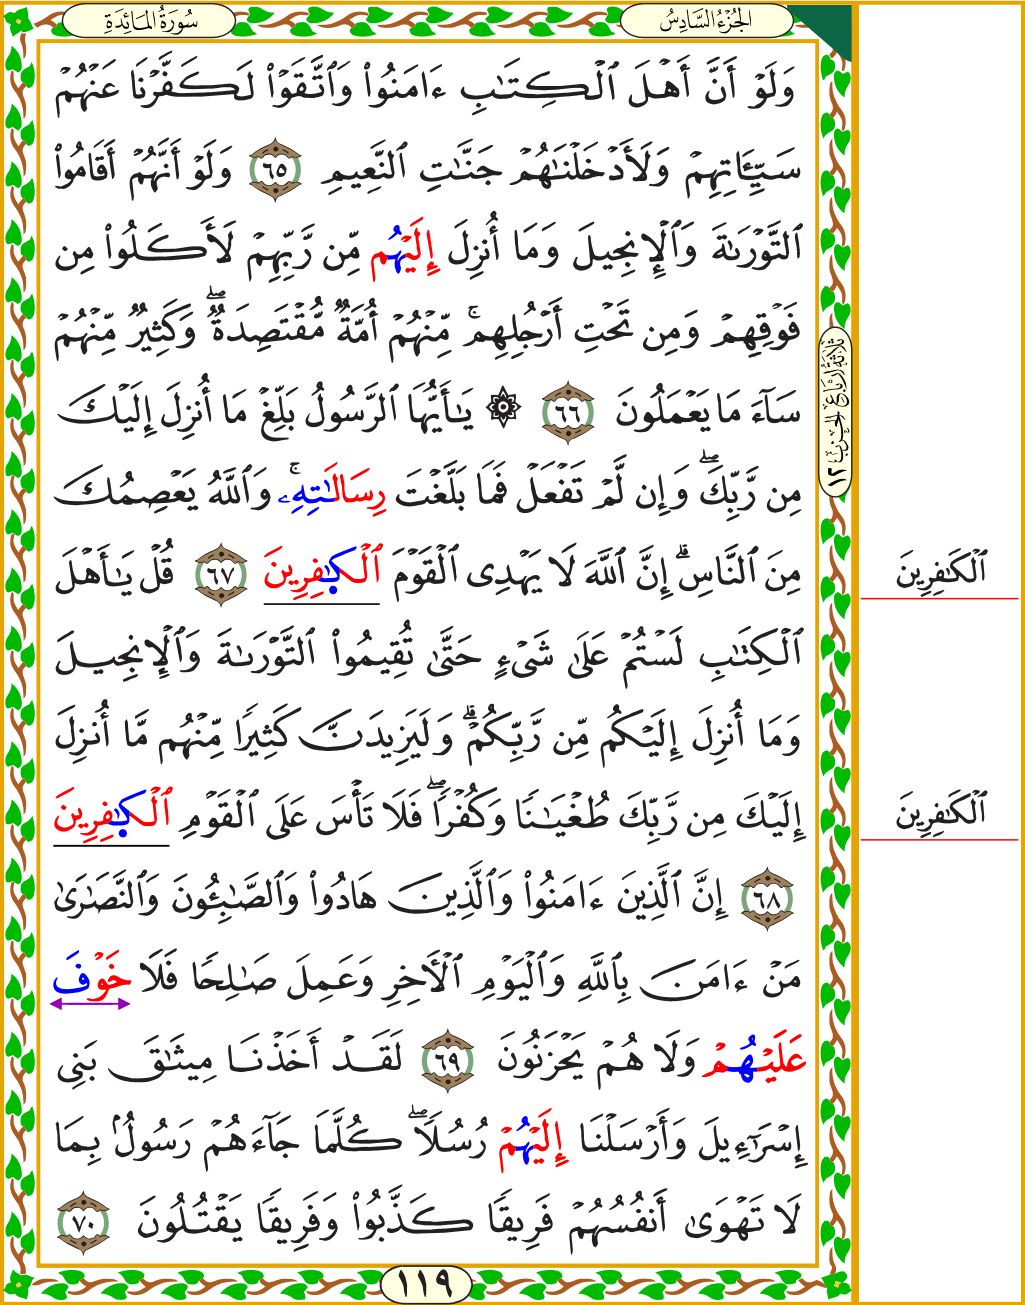 سُورَةُ المَائِدَةِ
الجُزْءُ السَّادِسُ
وَلَوْ أَنَّ أَهْلَ ٱلْكِتَٰبِ ءَامَنُوا۟ وَٱتَّقَوْا۟ لَكَفَّرْنَا عَنْهُمْ
سَيِّـَٔاتِهِمْ وَلَأَدْخَلْنَٰهُمْ جَنَّٰتِ ٱلنَّعِيمِ ٦٥ وَلَوْ أَنَّهُمْ أَقَامُوا۟
ٱلتَّوْرَىٰةَ وَٱلْإِنجِيلَ وَمَآ أُنزِلَ إِلَيْهُم مِّن رَّبِّهِمْ لَأَكَلُوا۟ مِن
فَوْقِهِمْ وَمِن تَحْتِ أَرْجُلِهِمۚ مِّنْهُمْ أُمَّةٌ مُّقْتَصِدَةٌۖ وَكَثِيرٌ مِّنْهُمْ
سَآءَ مَا يَعْمَلُونَ ٦٦ ۞ يَٰٓأَيُّهَا ٱلرَّسُولُ بَلِّغْ مَآ أُنزِلَ إِلَيْكَ
مِن رَّبِّكَۖ وَإِن لَّمْ تَفْعَلْ فَمَا بَلَّغْتَ رِسَالَٰتِهِۦۚ وَٱللَّهُ يَعْصِمُكَ
مِنَ ٱلنَّاسِۗ إِنَّ ٱللَّهَ لَا يَهْدِى ٱلْقَوْمَ ٱلْكَٰفِرِينَ ٦٧ قُلْ يَٰٓأَهْلَ
ٱلْكَٰفِرِينَ
ٱلْكِتَٰبِ لَسْتُمْ عَلَىٰ شَىْءٍ حَتَّىٰ تُقِيمُوا۟ ٱلتَّوْرَىٰةَ وَٱلْإِنجِيلَ
وَمَآ أُنزِلَ إِلَيْكُم مِّن رَّبِّكُمْۗ وَلَيَزِيدَنَّ كَثِيرًا مِّنْهُم مَّآ أُنزِلَ
إِلَيْكَ مِن رَّبِّكَ طُغْيَٰنًا وَكُفْرًاۖ فَلَا تَأْسَ عَلَى ٱلْقَوْمِ ٱلْكَٰفِرِينَ
ٱلْكَٰفِرِينَ
٦٨ إِنَّ ٱلَّذِينَ ءَامَنُوا۟ وَٱلَّذِينَ هَادُوا۟ وَٱلصَّٰبِـُٔونَ وَٱلنَّصَٰرَىٰ
مَنْ ءَامَنَ بِٱللَّهِ وَٱلْيَوْمِ ٱلْأَخِرِ وَعَمِلَ صَٰلِحًا فَلَا خَوْفَ
عَلَيْهُمْ وَلَا هُمْ يَحْزَنُونَ ٦٩ لَقَدْ أَخَذْنَا مِيثَٰقَ بَنِىٓ
إِسْرَٰٓءِيلَ وَأَرْسَلْنَآ إِلَيْهُمْ رُسُلًاۖ كُلَّمَا جَآءَهُمْ رَسُولُۢ بِمَا
لَا تَهْوَىٰٓ أَنفُسُهُمْ فَرِيقًا كَذَّبُوا۟ وَفَرِيقًا يَقْتُلُونَ ٧٠
ثَلَاثَةُ أَرْبَاعِ الحِزْبِ ١٢
١١٩